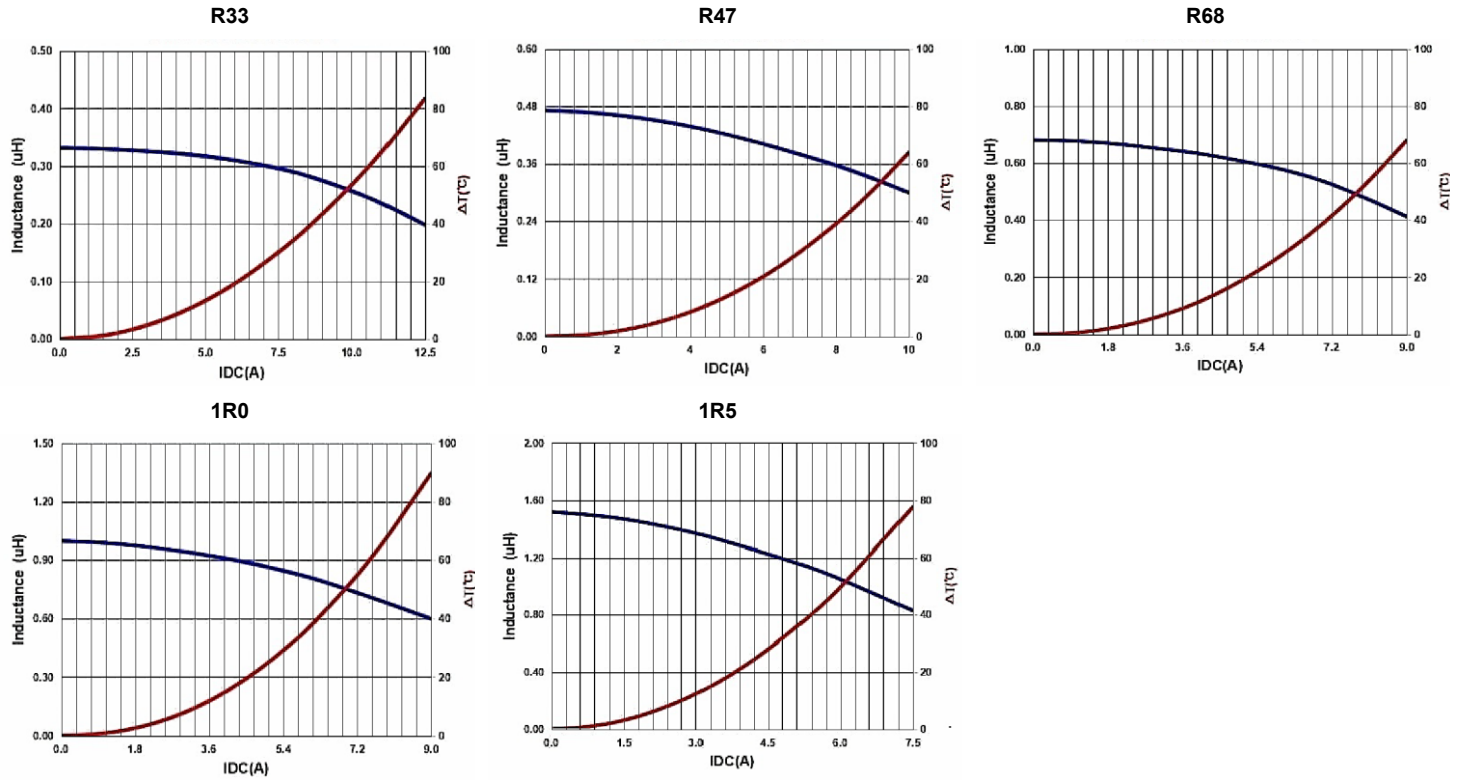 R33
R47
R68
0.50
0.40
0.30
0.20
0.10
0.00
Inductance (uH)
100
80
60
40
20
0
ΔT(℃)
0.0 2.5 5.0 7.5 10.0 12.5
IDC(A)
0.60
0.48
0.36
0.24
0.12
0.00
Inductance (uH)
100
80
60
40
20
0
ΔT(℃)
0 2 4 6 8 10
IDC(A)
1.00
0.80
0.60
0.40
0.20
0.00
Inductance (uH)
100
80
60
40
20
0
ΔT(℃)
0.0 1.8 3.6 5.4 7.2 9.0
IDC(A)
1R0
1R5
1.50
1.20
0.90
0.60
0.30
0.00
Inductance (uH)
100
80
60
40
20
0
ΔT(℃)
0.0 1.8 3.6 5.4 7.2 9.0
IDC(A)
2.00
1.60
1.20
0.80
0.40
0.00
Inductance (uH)
100
80
60
40
20
0
ΔT(℃)
0.0 1.5 3.0 4.5 6.0 7.5
IDC(A)